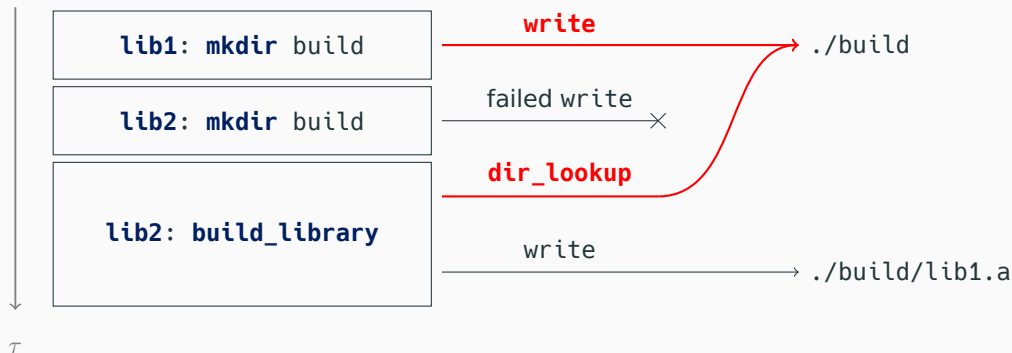 write
lib1: mkdir build
./build
failed write
lib2: mkdir build
dir_lookup
lib2: build_library
write
./build/lib1.a
τ